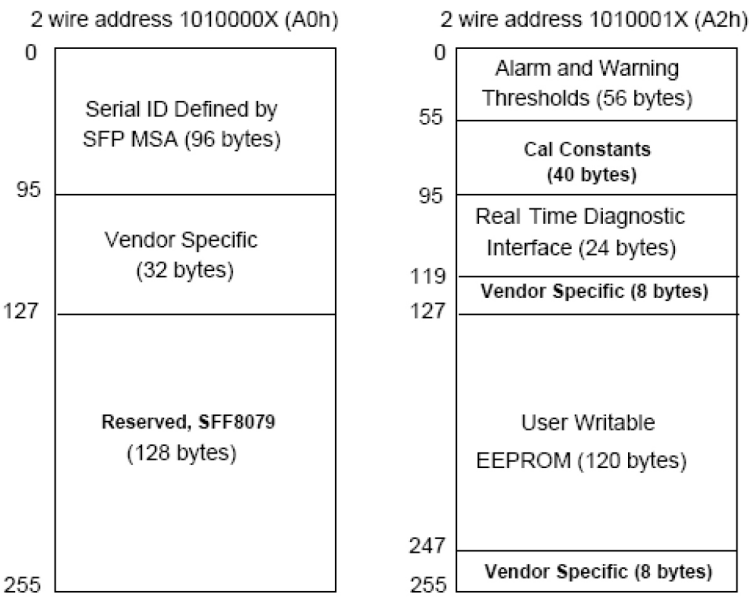 2 wire address 1010000X (A0h)
0
Serial ID Defined by
SFP MSA (96 bytes)
95
Vendor Specific
(32 bytes)
127
Reserved, SFF8079
(128 bytes)
255
2 wire address 1010001X (A2h)
0
Alarm and Warning
Thresholds (56 bytes)
55
Cal Constants
(40 bytes)
95
Real Time Diagnostic
Interface (24 bytes)
119
Vendor Specific (8 bytes)
127
User Writable
EEPROM (120 bytes)
247
Vendor Specific (8 bytes)
255